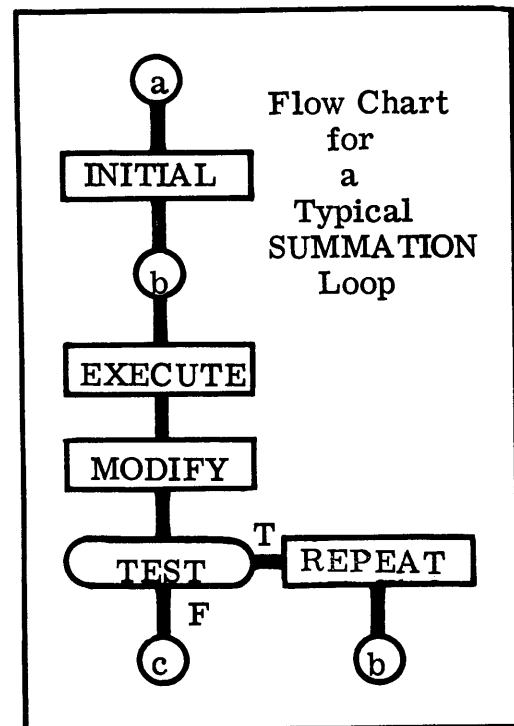 a
Flow Chart
for
a
Typical
SUMMATION
Loop
INITIAL
b
EXECUTE
MODIFY
TEST
T
REPEAT
F
c
b